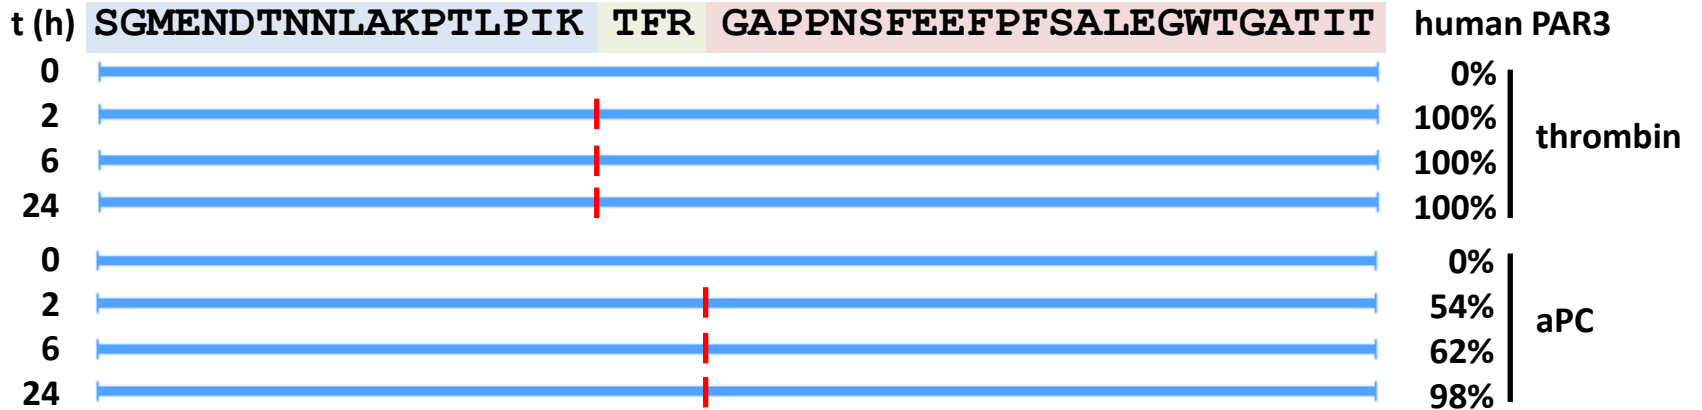 t (h) SGMENDTNNLAKPTLPIK TFR GAPPNSFEEFPFSALEGWTGATIT human PAR3
0 0%
2 100%
6 100%
24 100%
thrombin
0 0%
2 54%
6 62%
24 98%
aPC